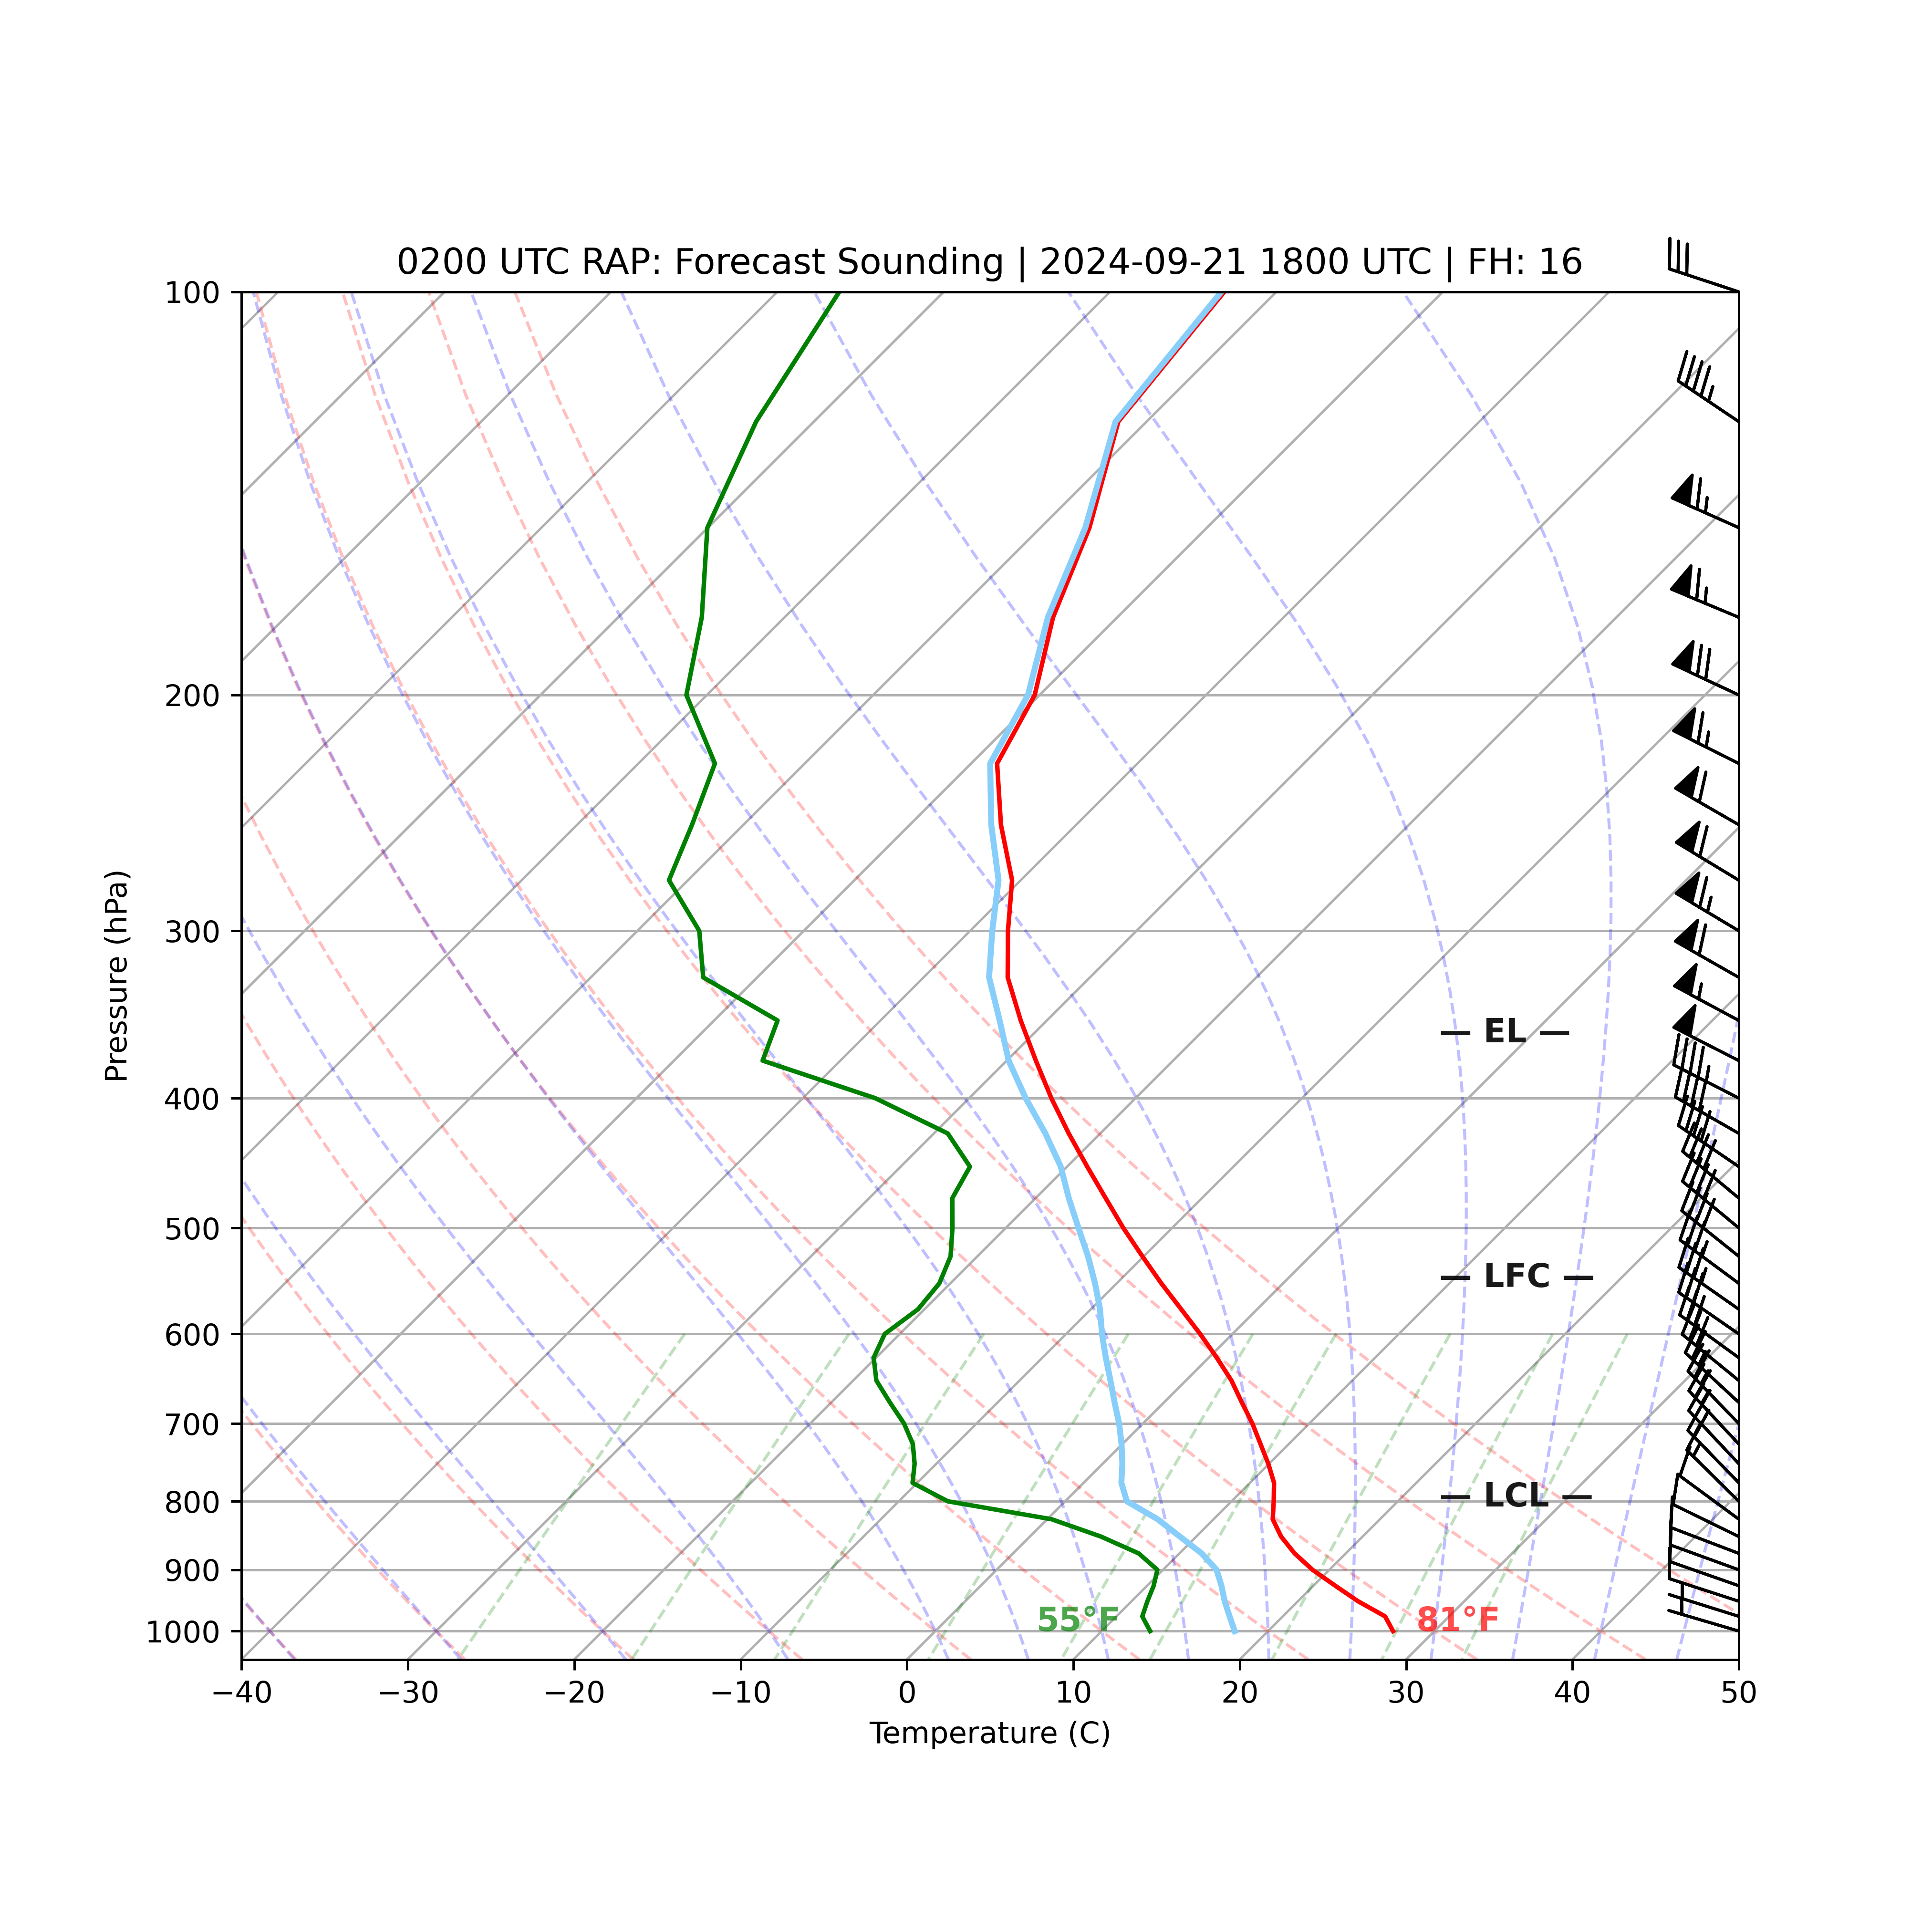 0200 UTC RAP: Forecast Sounding | 2024-09-21 1800 UTC | FH: 16
100
200
300
— EL —
400
500
— LFC —
600
700
800
— LCL —
900
1000
55°F
81°F
−40 −30 −20 −10 0 10 20 30 40 50
Temperature (C)
Pressure (hPa)